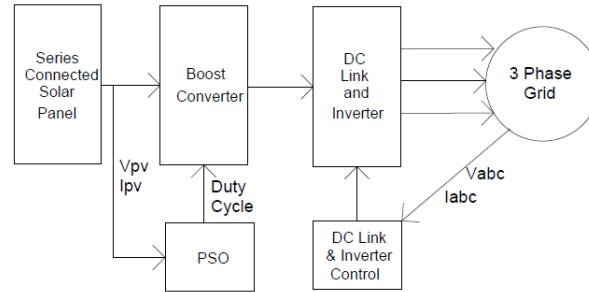 Series
Connected
Solar
Panel
Boost
Converter
DC
Link
and
Inverter
3 Phase
Grid
Vpv
Ipv
Duty
Cycle
PSO
Vabc
Iabc
DC Link
& Inverter
Control